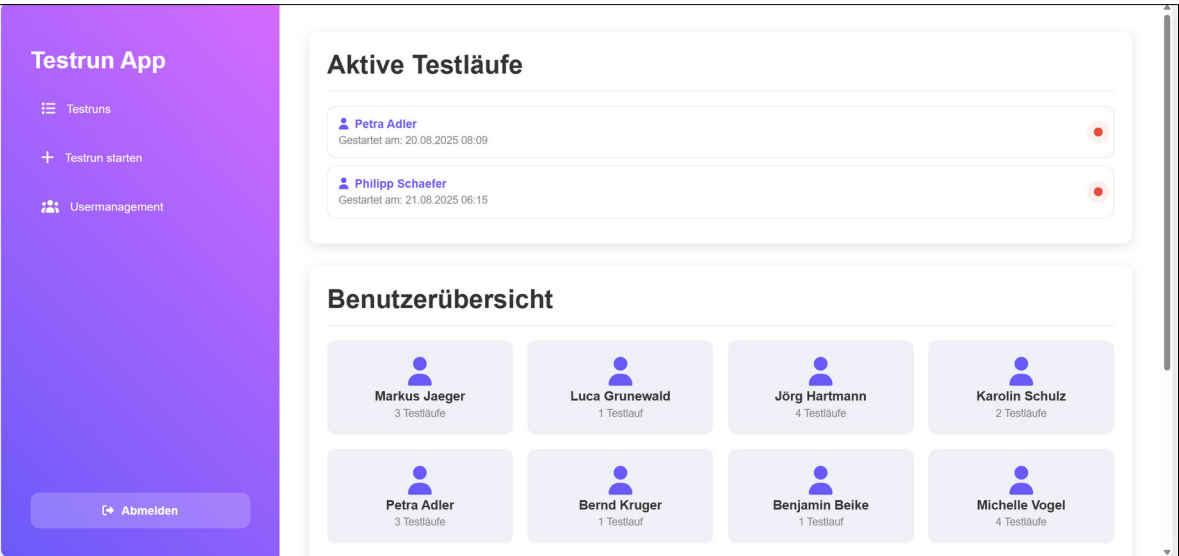 Testrun App
Testruns
Testrun starten
Usermanagement
Abmelden
Aktive Testläufe
Petra Adler
Gestartet am: 20.08.2025 08:09
Philipp Schaefer
Gestartet am: 21.08.2025 06:15
Benutzerübersicht
Markus Jaeger
3 Testläufe
Luca Grunewald
1 Testlauf
Jörg Hartmann
4 Testläufe
Karolin Schulz
2 Testläufe
Petra Adler
3 Testläufe
Bernd Kruger
1 Testlauf
Benjamin Beike
1 Testlauf
Michelle Vogel
4 Testläufe